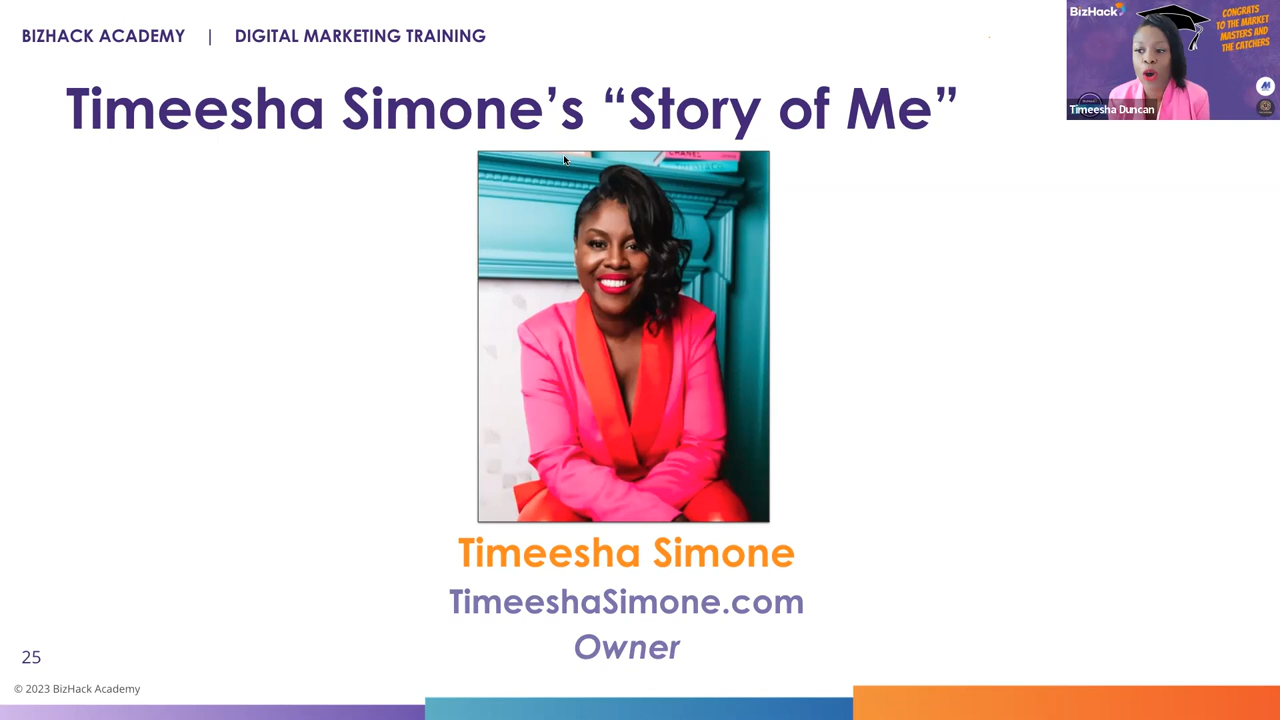 BIZHACK ACADEMY | DIGITAL MARKETING TRAINING
BizHack
CONGRATS
TO THE MARKET
MASTERS AND
THE CATCHERS
Timeesha Duncan
Timeesha Simone’s “Story of Me”
CHANEL
Timeesha Simone
TimeeshaSimone.com
Owner
25
© 2023 BizHack Academy